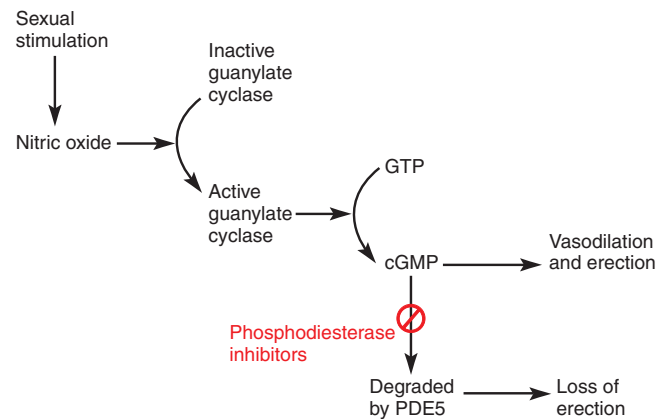 Sexual
stimulation
Inactive
guanylate
cyclase
Nitric oxide
GTP
Active
guanylate
cyclase
cGMP
Vasodilation
and erection
Phosphodiesterase
inhibitors
Degraded
by PDE5
Loss of
erection